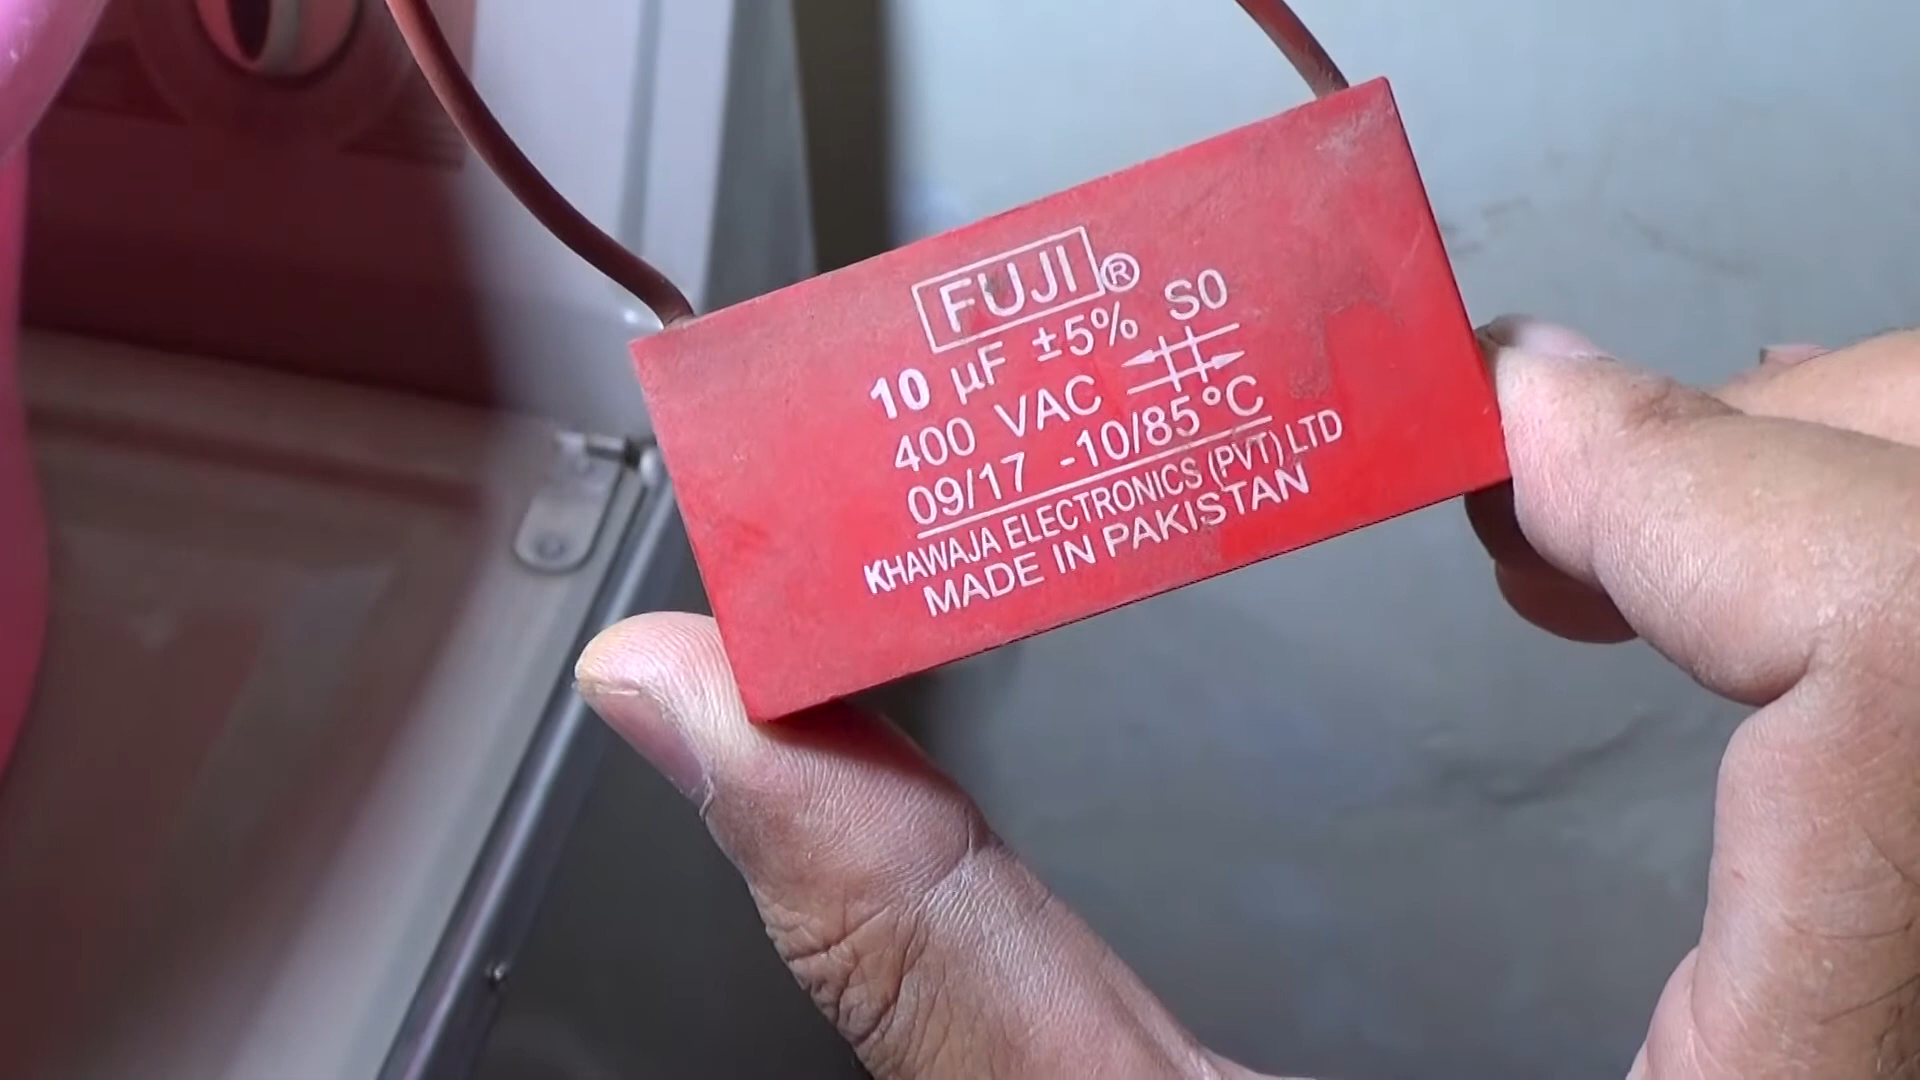 FUJI®
10 µF ±5% S0
400 VAC
09/17 -10/85°C
KHAWAJA ELECTRONICS (PVT) LTD
MADE IN PAKISTAN